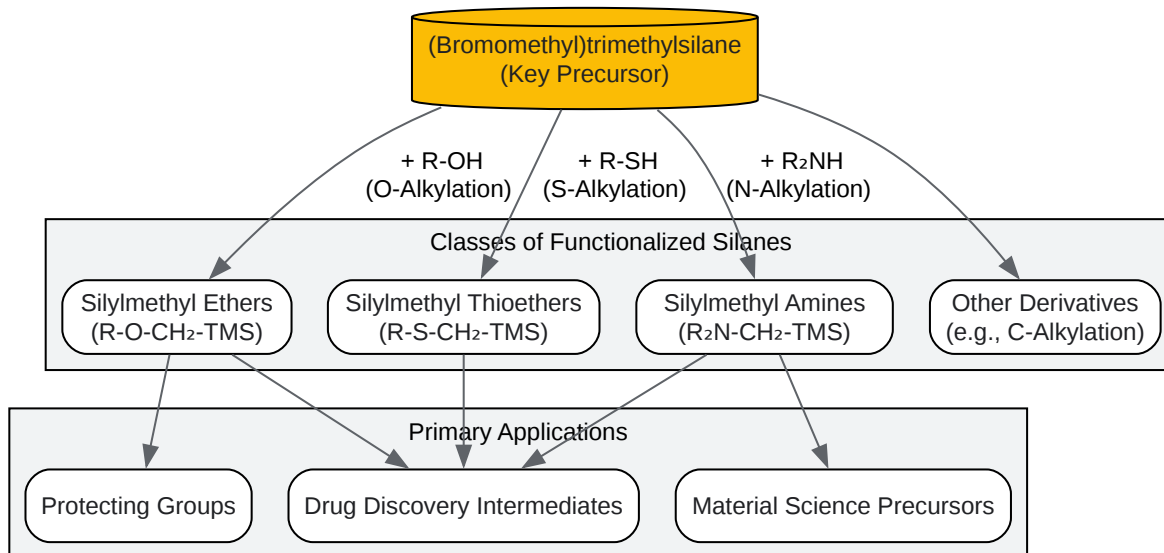 (Bromomethyl)trimethylsilane
(Key Precursor)
+ R-OH
(O-Alkylation)
+ R-SH
(S-Alkylation)
+ R₂NH
(N-Alkylation)
Classes of Functionalized Silanes
Silylmethyl Ethers
(R-O-CH₂-TMS)
Silylmethyl Thioethers
(R-S-CH₂-TMS)
Silylmethyl Amines
(R₂N-CH₂-TMS)
Other Derivatives
(e.g., C-Alkylation)
Primary Applications
Protecting Groups
Drug Discovery Intermediates
Material Science Precursors